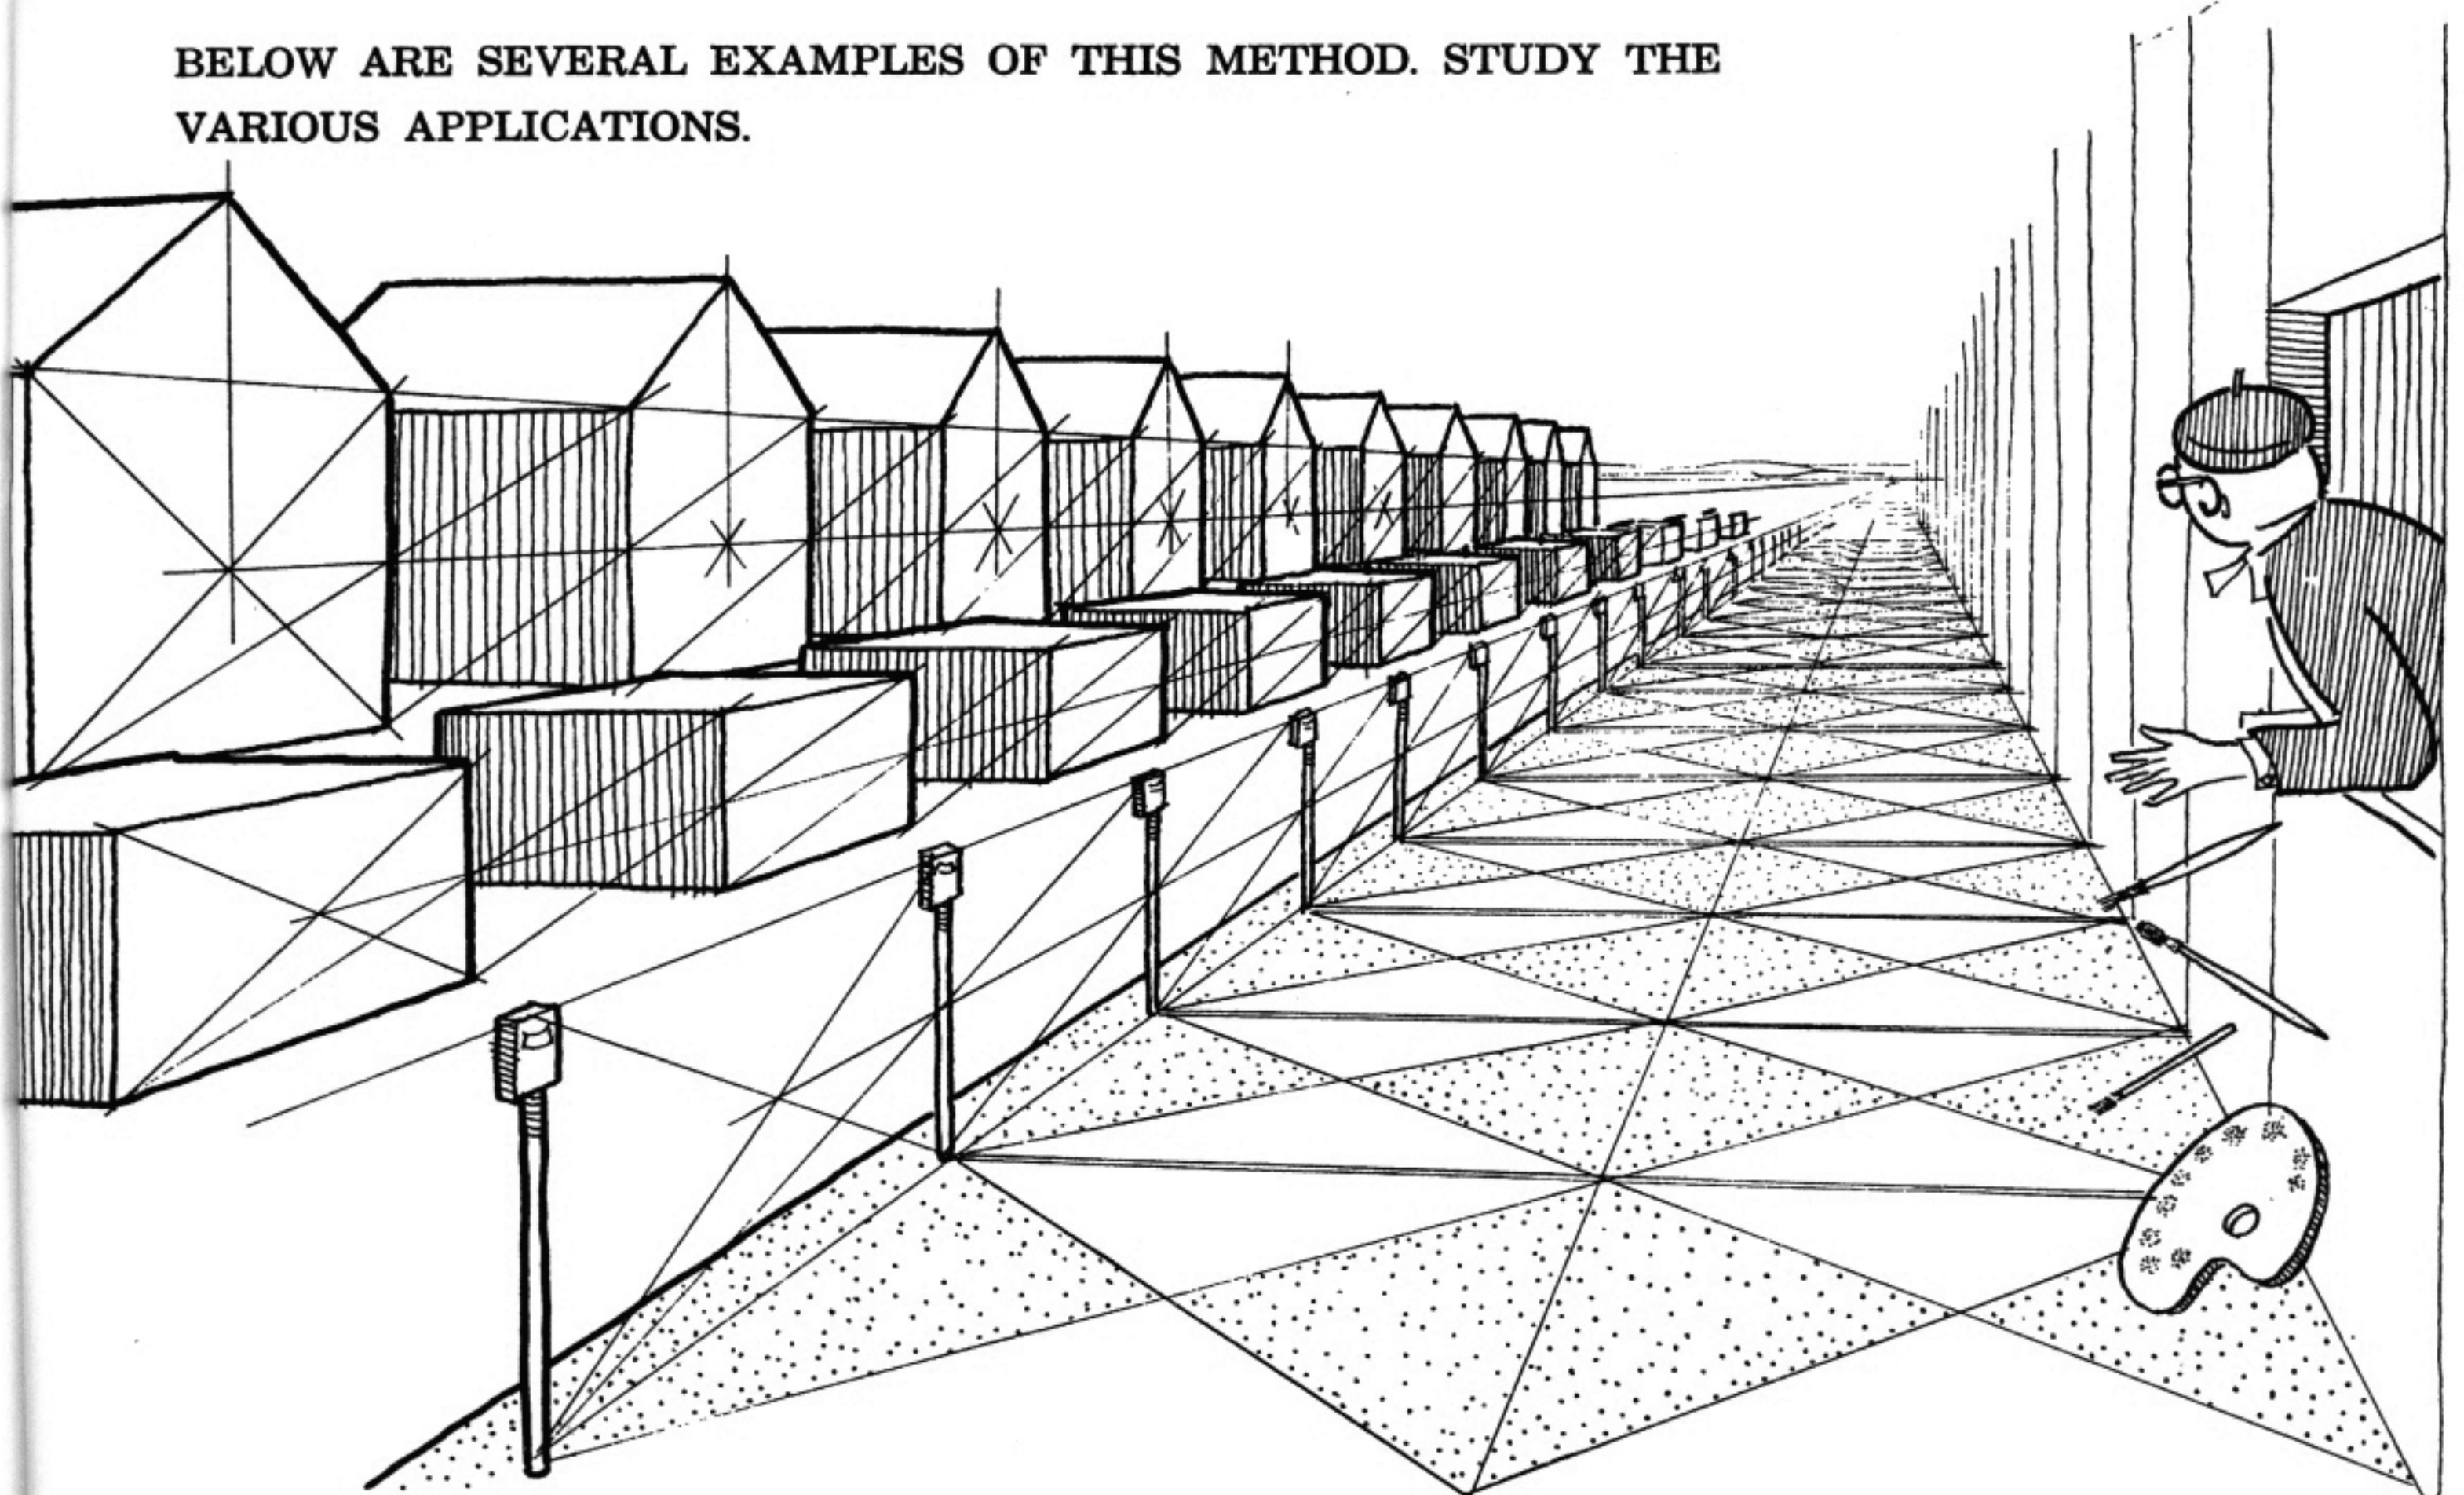 BELOW ARE SEVERAL EXAMPLES OF THIS METHOD. STUDY THE
VARIOUS APPLICATIONS.